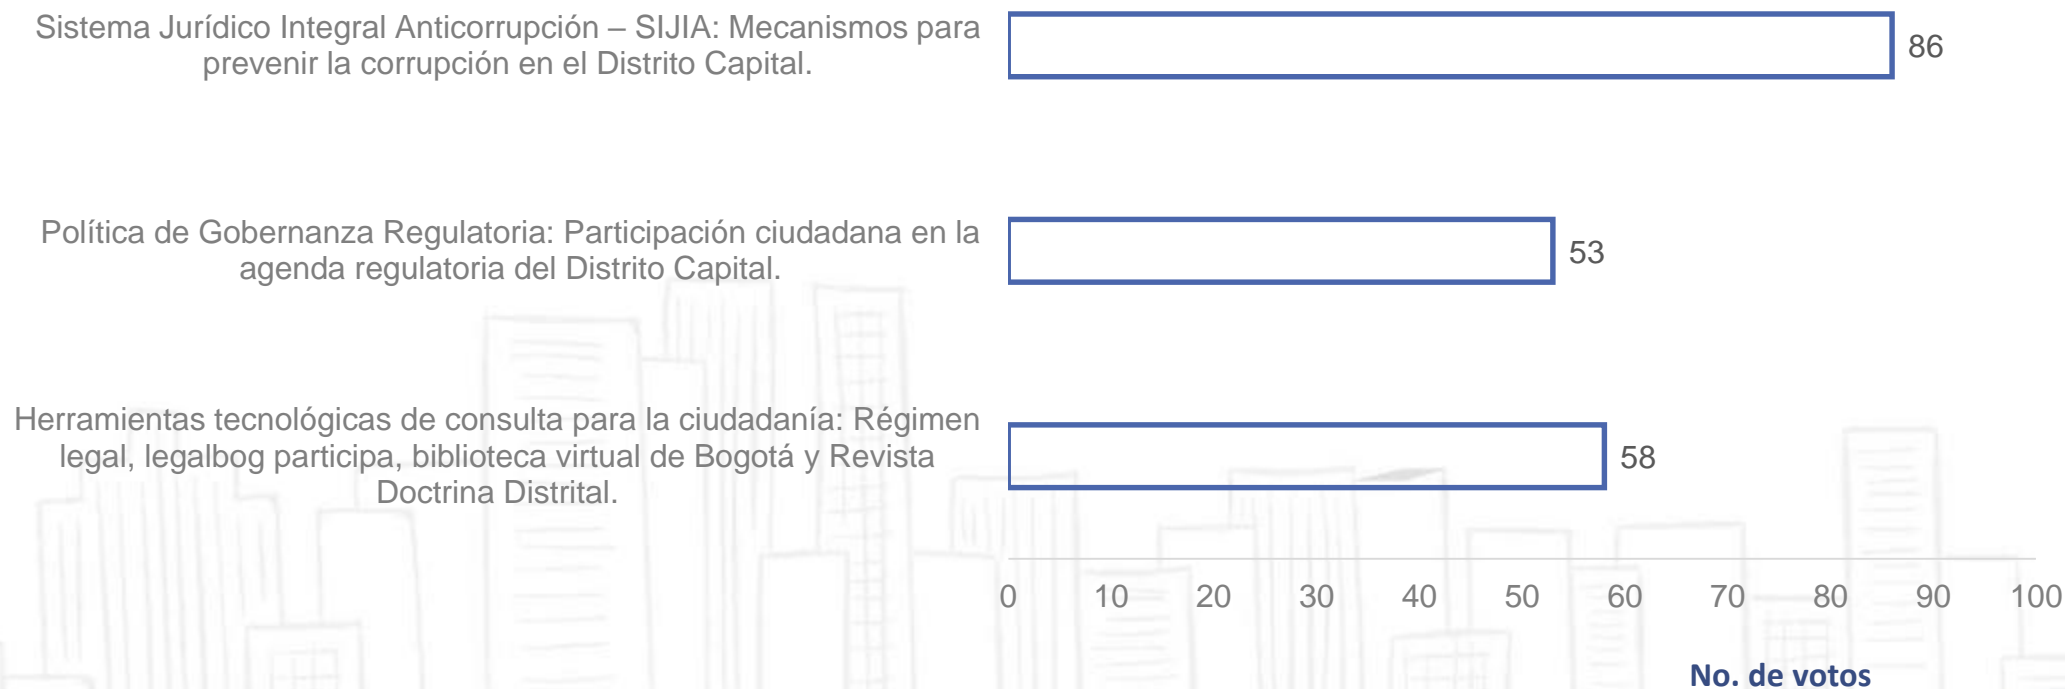 Sistema Jurídico Integral Anticorrupción – SIJIA: Mecanismos para
prevenir la corrupción en el Distrito Capital.
86
Política de Gobernanza Regulatoria: Participación ciudadana en la
agenda regulatoria del Distrito Capital.
53
Herramientas tecnológicas de consulta para la ciudadanía: Régimen
legal, legalbog participa, biblioteca virtual de Bogotá y Revista
Doctrina Distrital.
58
0 10 20 30 40 50 60 70 80 90 100
No. de votos